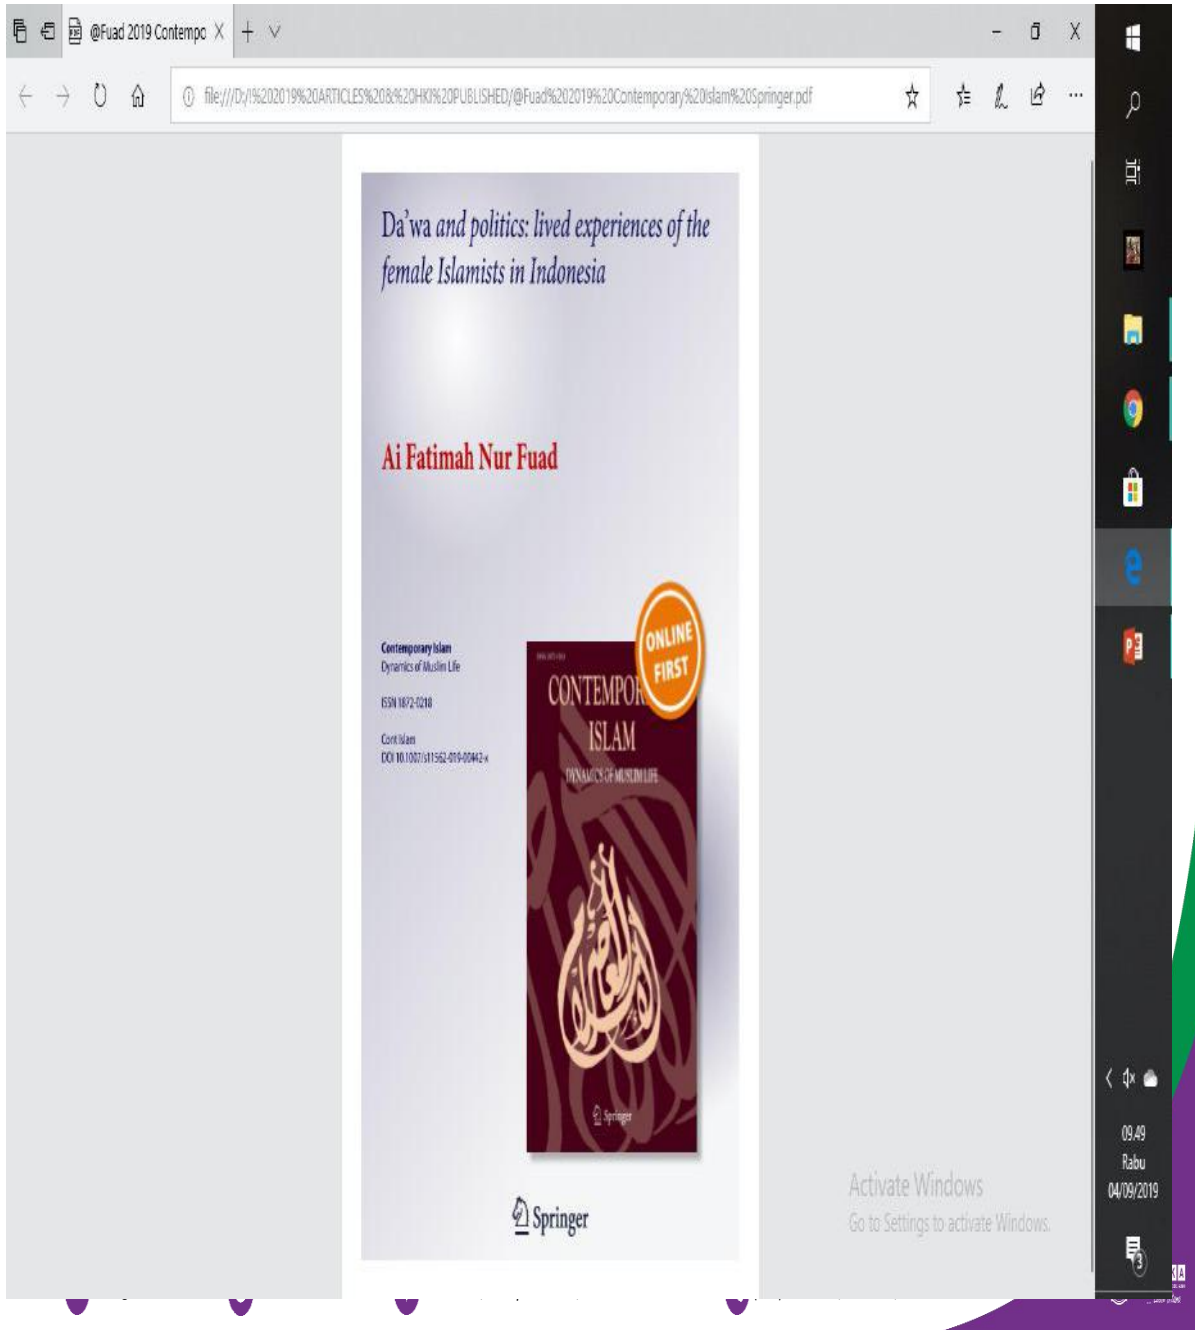 @Fuad 2019 Contempo
file:///D:/!%202019%20ARTICLES%20&%20HKI%20PUBLISHED/@Fuad%202019%20Contemporary%20Islam%20Springer.pdf
Da'wa and politics: lived experiences of the
female Islamists in Indonesia
Ai Fatimah Nur Fuad
Contemporary Islam
Dynamics of Muslim Life
ISSN 1872-0218
Cont Islam
DOI 10.1007/s11562-019-00442-x
ONLINE
FIRST
CONTEMPOR
ISLAM
DYNAMICS OF MUSLIM LIFE
الإسلام المعاصر
Springer
Springer
Activate Windows
Go to Settings to activate Windows.
09.49
Rabu
04/09/2019
3